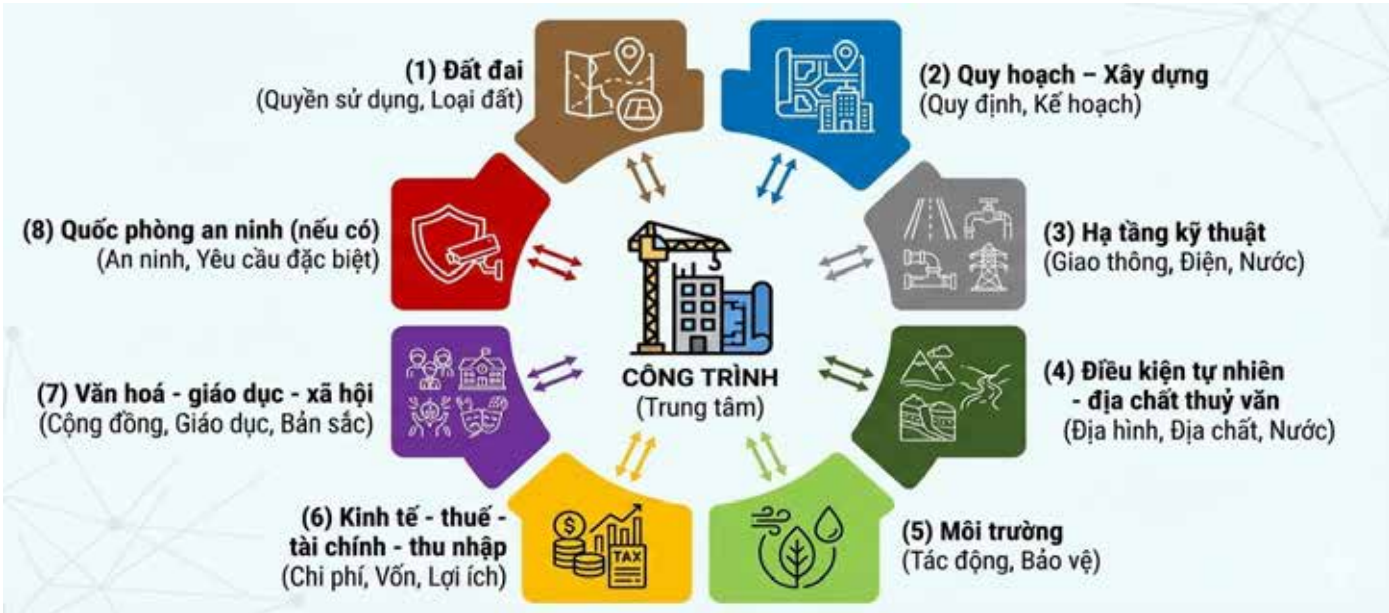 (1) Đất đai
(Quyền sử dụng, Loại đất)
(2) Quy hoạch – Xây dựng
(Quy định, Kế hoạch)
(3) Hạ tầng kỹ thuật
(Giao thông, Điện, Nước)
(4) Điều kiện tự nhiên
- địa chất thuỷ văn
(Địa hình, Địa chất, Nước)
(5) Môi trường
(Tác động, Bảo vệ)
(6) Kinh tế - thuế -
tài chính - thu nhập
(Chi phí, Vốn, Lợi ích)
$
TAX
(7) Văn hoá - giáo dục - xã hội
(Cộng đồng, Giáo dục, Bản sắc)
(8) Quốc phòng an ninh (nếu có)
(An ninh, Yêu cầu đặc biệt)
CÔNG TRÌNH
(Trung tâm)